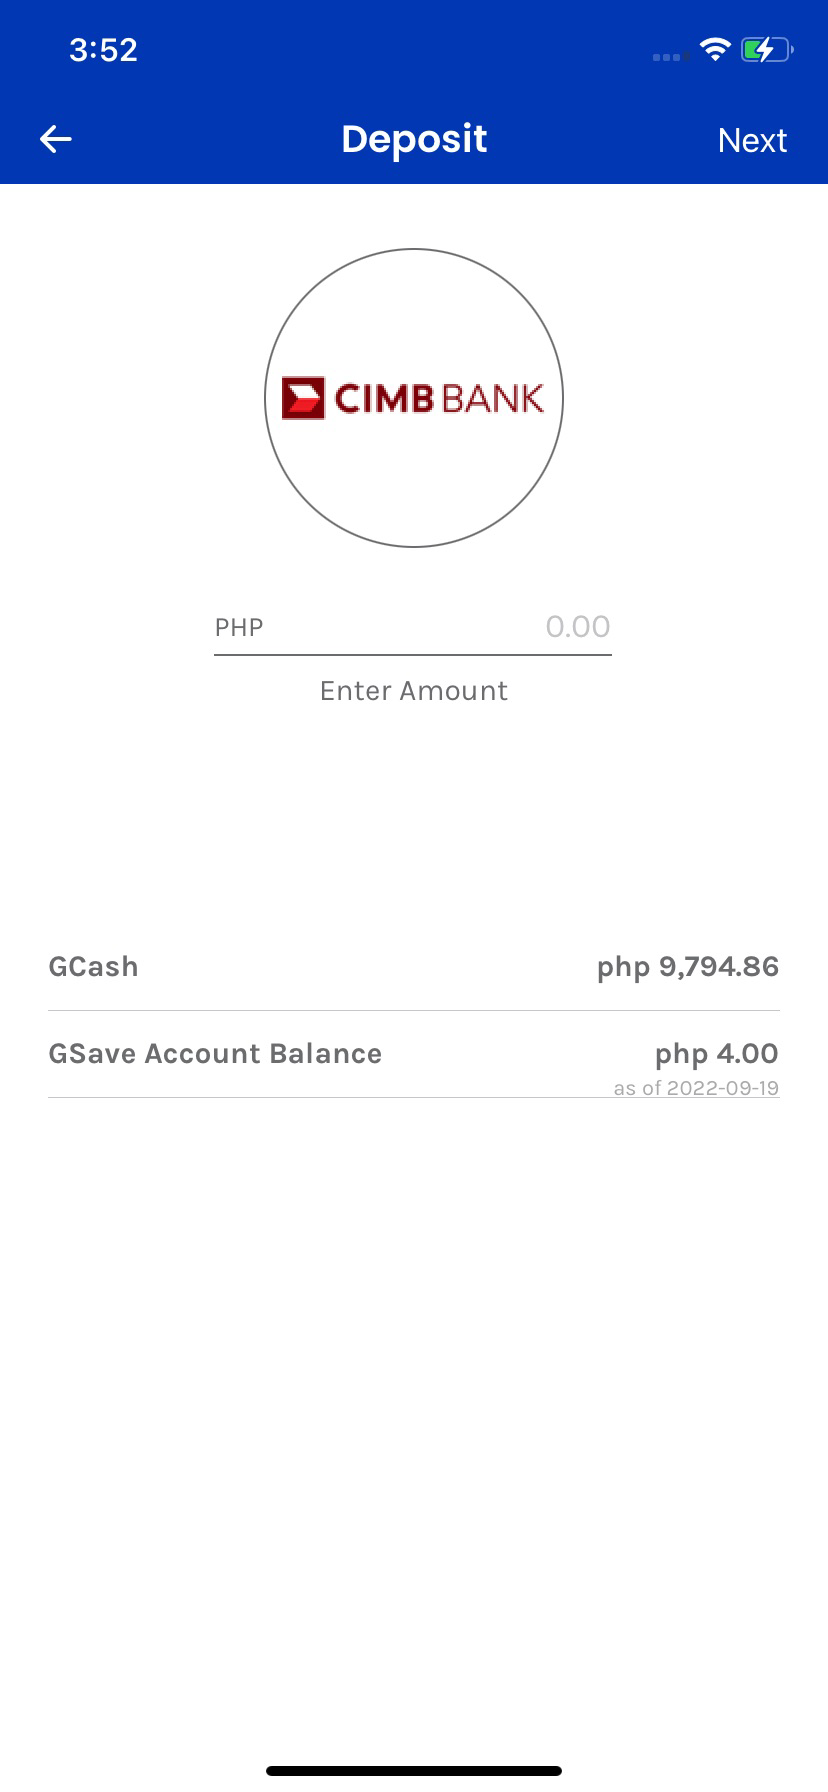 3:52
Deposit
Next
CIMB BANK
PHP 0.00
Enter Amount
GCash php 9,794.86
GSave Account Balance php 4.00
as of 2022-09-19